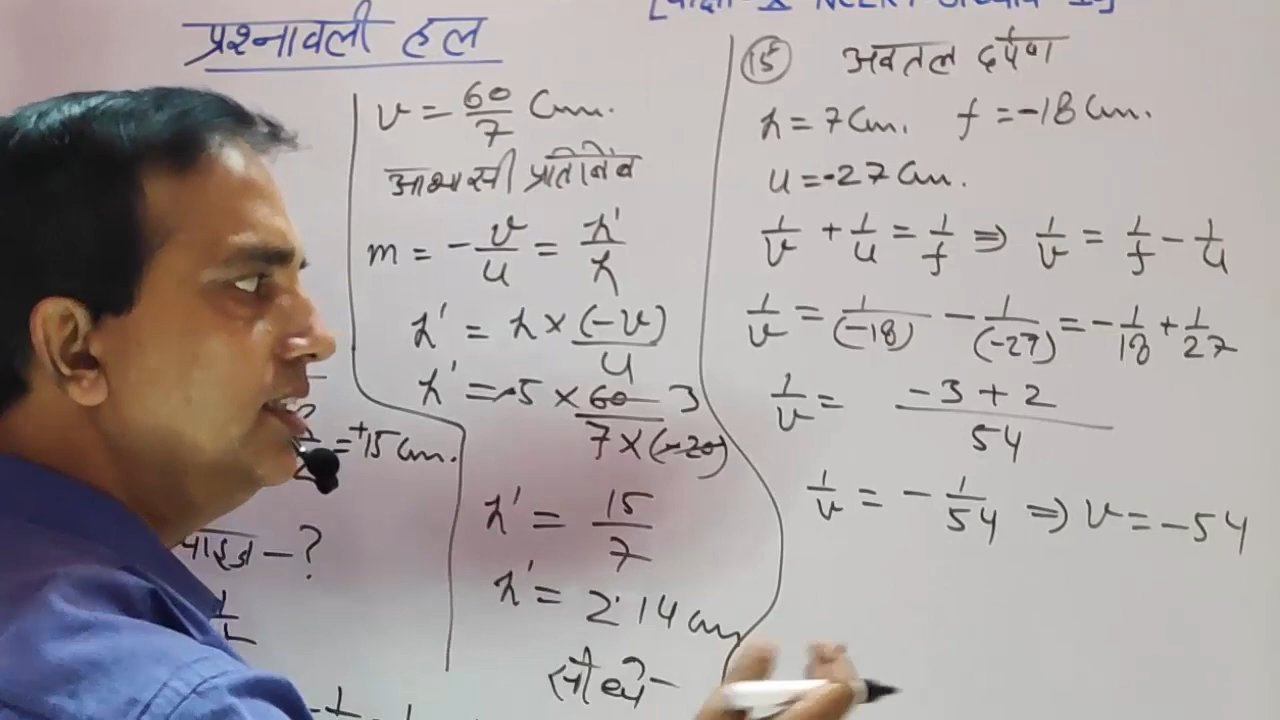 प्रश्नावली हल
= +15 cm.
साइज - ?
v = 60/7 cm.
आभासी प्रतिबिंब
m = - v/u = h'/h
h' = h × (-v)/u
h' = -5 × 60 3/7 × (-20)
h' = 15/7
h' = 2.14 cm
सीधे -
(15) अवतल दर्पण
h = 7 cm. f = -18 cm.
u = -27 cm.
1/v + 1/u = 1/f ⇒ 1/v = 1/f - 1/u
1/v = 1/(-18) - 1/(-27) = - 1/18 + 1/27
1/v = -3 + 2/54
1/v = - 1/54 ⇒ v = -54